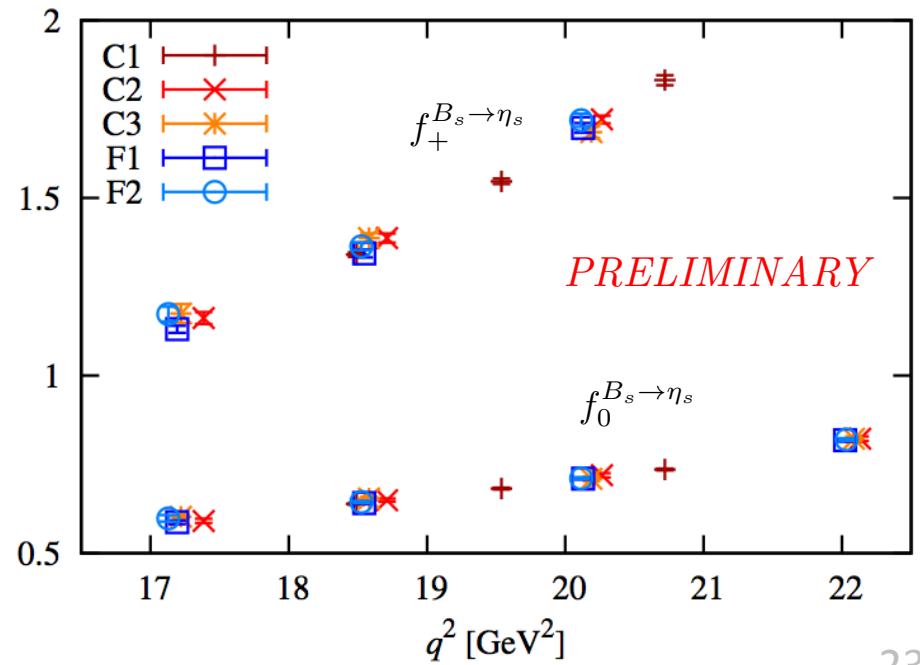 2
C1
C2
C3
F1
F2
f_+^{B_s→η_s}
1.5
PRELIMINARY
1
f_0^{B_s→η_s}
0.5
17 18 19 20 21 22
q^2 [GeV^2]
23